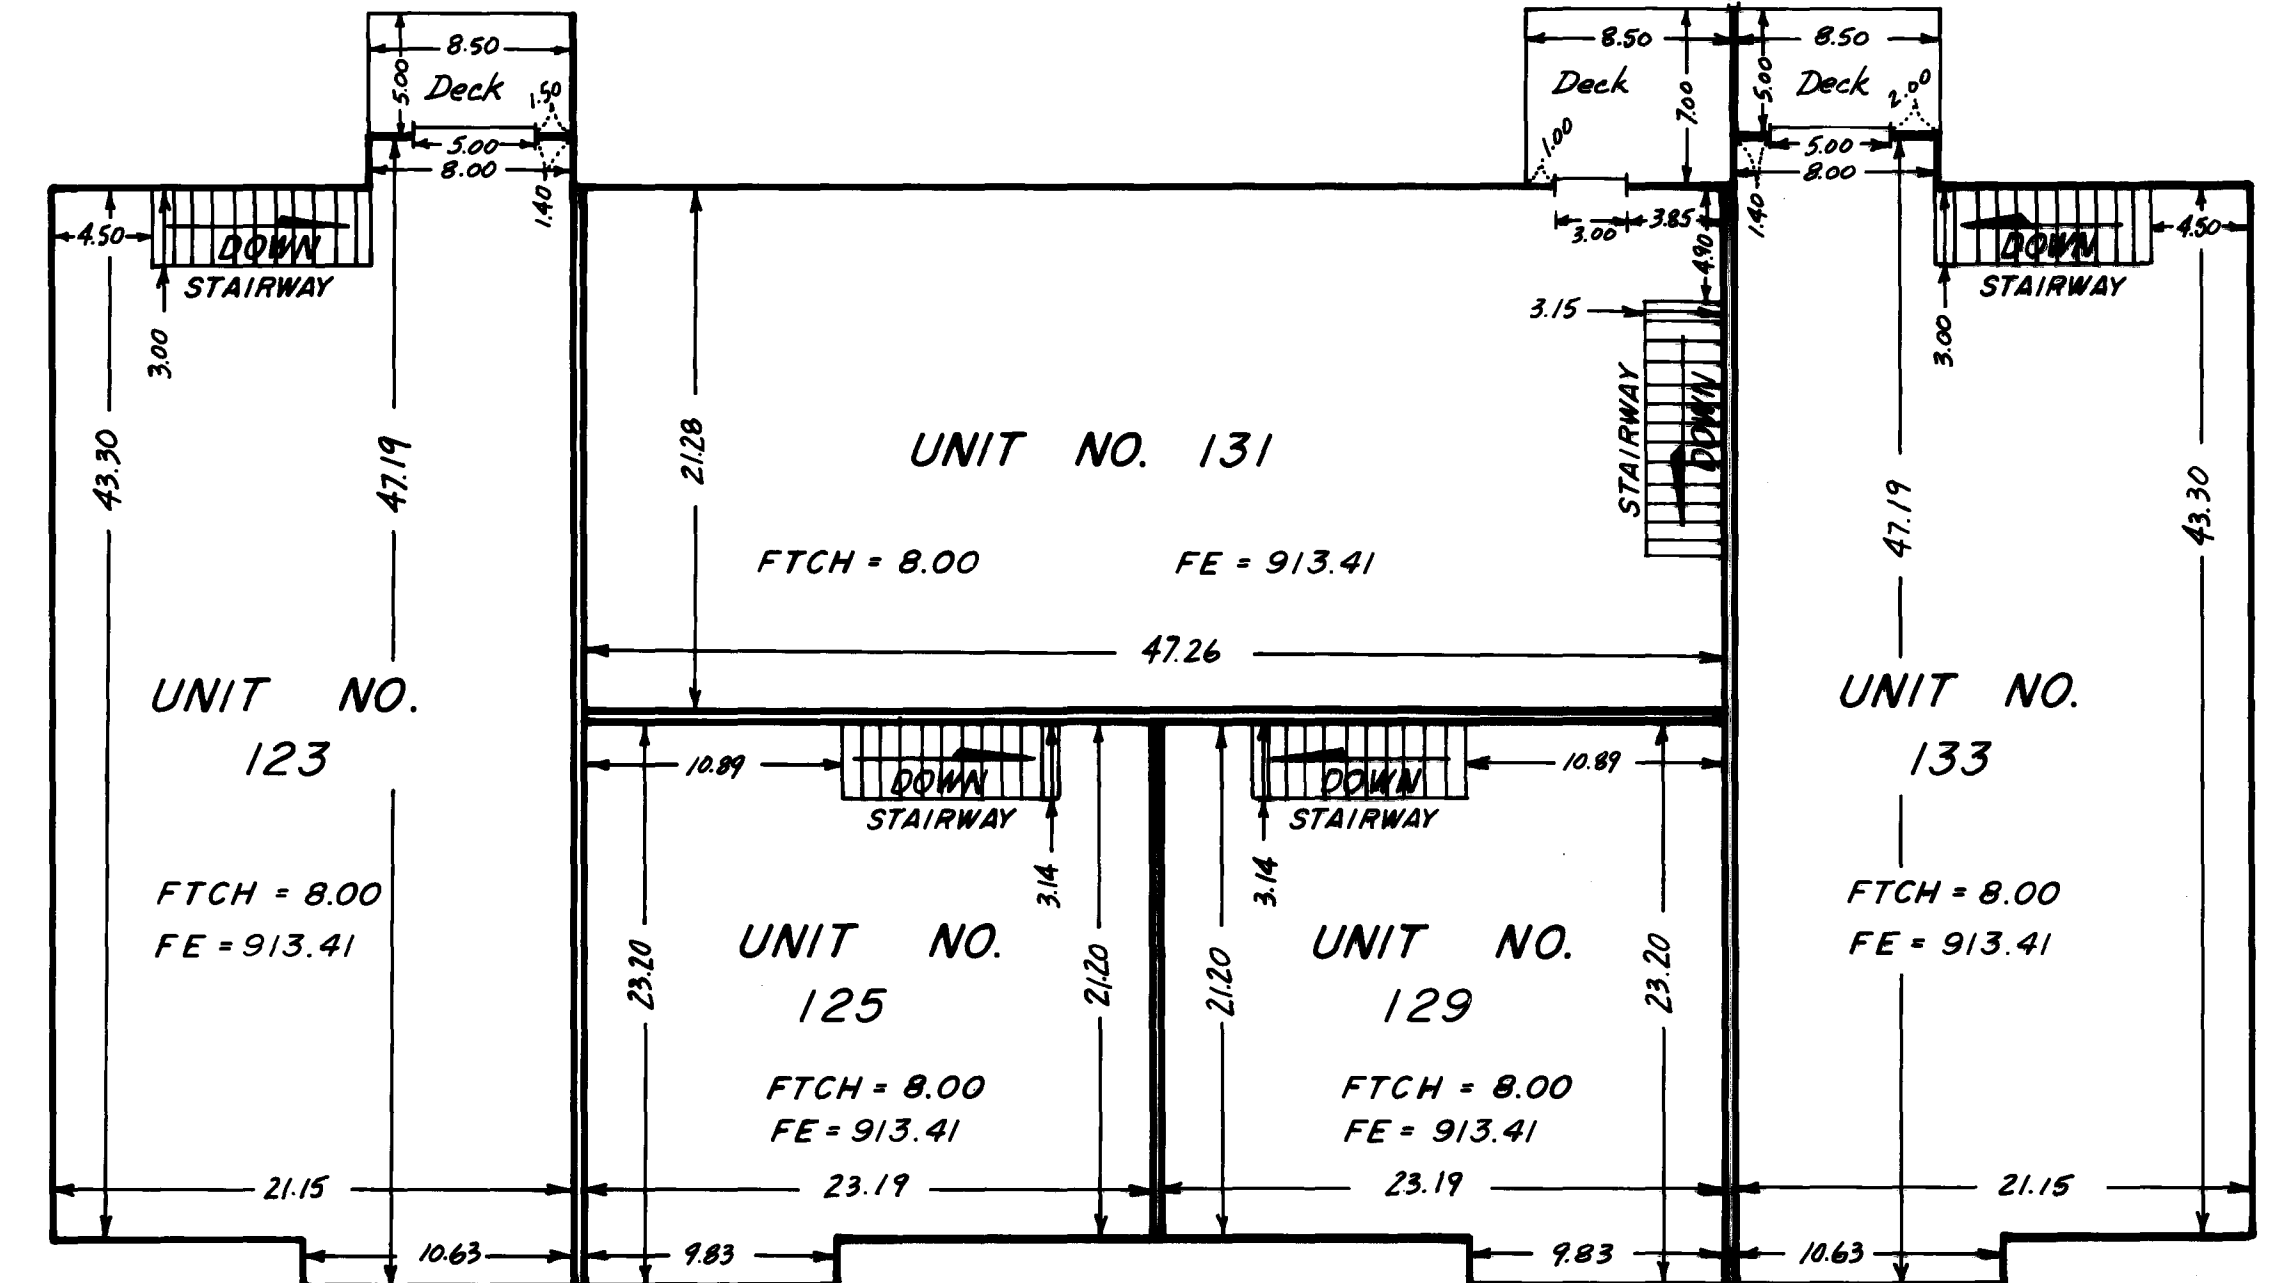 8.50
8.50
8.50
5.00
Deck
1.50
Deck
7.00
5.00
Deck
2.00
5.00
1.00
5.00
8.00
8.00
1.40
3.00
3.85
1.40
4.50
DOWN
4.90
DOWN
4.50
STAIRWAY
STAIRWAY
3.15
3.00
3.00
STAIRWAY
DOWN
43.30
47.19
21.28
UNIT NO. 131
47.19
43.30
FTCH = 8.00
FE = 913.41
47.26
UNIT NO.
123
UNIT NO.
133
10.89
DOWN
STAIRWAY
DOWN
STAIRWAY
10.89
3.14
3.14
FTCH = 8.00
FE = 913.41
FTCH = 8.00
FE = 913.41
23.20
UNIT NO.
125
21.20
21.20
UNIT NO.
129
23.20
FTCH = 8.00
FE = 913.41
FTCH = 8.00
FE = 913.41
21.15
23.19
23.19
21.15
10.63
9.83
9.83
10.63